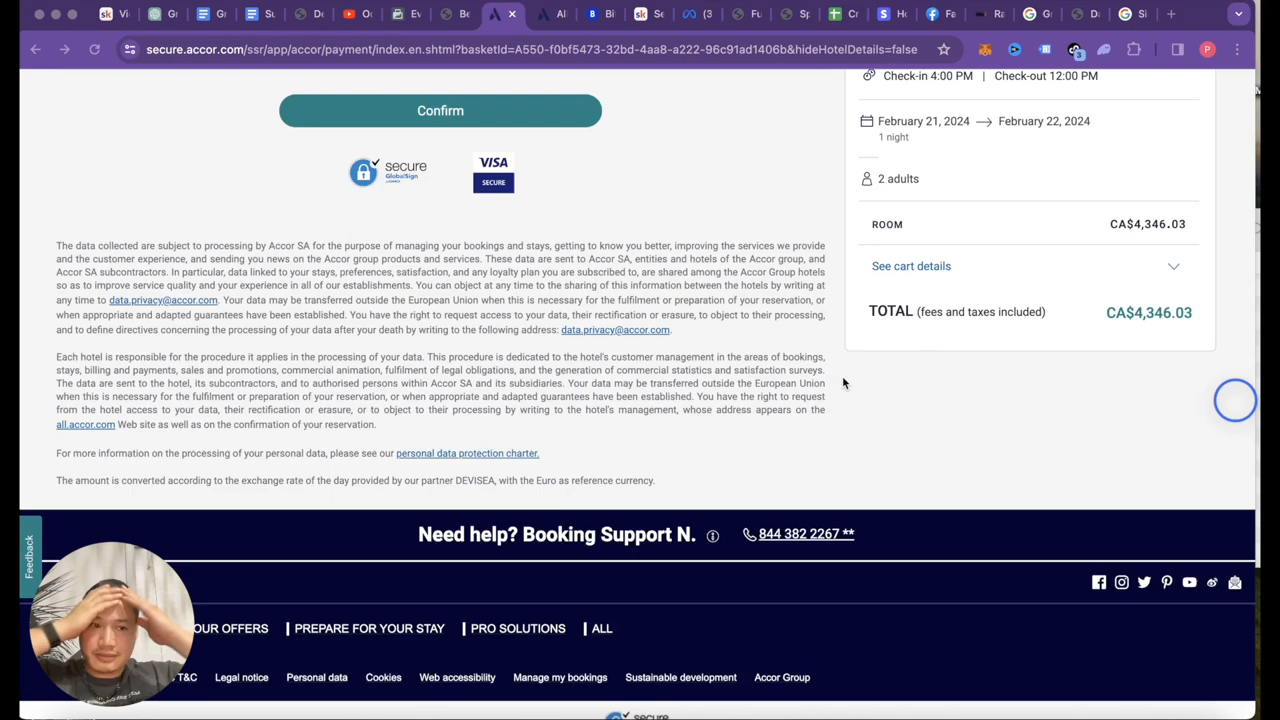 Vi
Gr
Gr
Su
De
Oc
Ev
Be
All
Bit
Se
(3
Fu
Sp
Cr
He
Fa
Ra
G
D
Si
secure.accor.com/ssr/app/accor/payment/index.en.shtml?basketId=A550-f0bf5473-32bd-4aa8-a222-96c91ad1406b&hideHotelDetails=false
3
P
Check-in 4:00 PM | Check-out 12:00 PM
Confirm
February 21, 2024 → February 22, 2024
1 night
secure
GlobalSign
VISA
SECURE
2 adults
ROOM CA$4,346.03
See cart details
TOTAL (fees and taxes included) CA$4,346.03
The data collected are subject to processing by Accor SA for the purpose of managing your bookings and stays, getting to know you better, improving the services we provide
and the customer experience, and sending you news on the Accor group products and services. These data are sent to Accor SA, entities and hotels of the Accor group, and
Accor SA subcontractors. In particular, data linked to your stays, preferences, satisfaction, and any loyalty plan you are subscribed to, are shared among the Accor Group hotels
so as to improve service quality and your experience in all of our establishments. You can object at any time to the sharing of this information between the hotels by writing at
any time to data.privacy@accor.com. Your data may be transferred outside the European Union when this is necessary for the fulfilment or preparation of your reservation, or
when appropriate and adapted guarantees have been established. You have the right to request access to your data, their rectification or erasure, to object to their processing,
and to define directives concerning the processing of your data after your death by writing to the following address: data.privacy@accor.com.
Each hotel is responsible for the procedure it applies in the processing of your data. This procedure is dedicated to the hotel's customer management in the areas of bookings,
stays, billing and payments, sales and promotions, commercial animation, fulfilment of legal obligations, and the generation of commercial statistics and satisfaction surveys.
The data are sent to the hotel, its subcontractors, and to authorised persons within Accor SA and its subsidiaries. Your data may be transferred outside the European Union
when this is necessary for the fulfilment or preparation of your reservation, or when appropriate and adapted guarantees have been established. You have the right to request
from the hotel access to your data, their rectification or erasure, or to object to their processing by writing to the hotel's management, whose address appears on the
all.accor.com Web site as well as on the confirmation of your reservation.
For more information on the processing of your personal data, please see our personal data protection charter.
The amount is converted according to the exchange rate of the day provided by our partner DEVISEA, with the Euro as reference currency.
Need help? Booking Support N. 844 382 2267 **
Feedback
OUR OFFERS | PREPARE FOR YOUR STAY | PRO SOLUTIONS | ALL
T&C Legal notice Personal data Cookies Web accessibility Manage my bookings Sustainable development Accor Group
secure